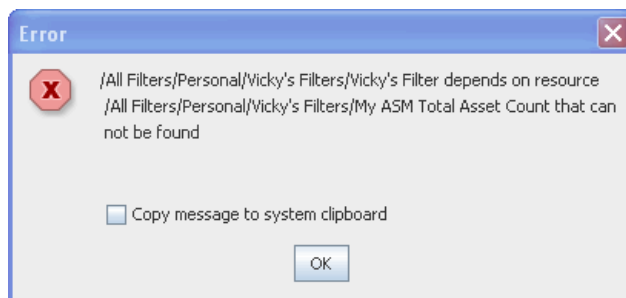 Error
/All Filters/Personal/Vicky's Filters/Vicky's Filter depends on resource
/All Filters/Personal/Vicky's Filters/My ASM Total Asset Count that can
not be found
Copy message to system clipboard
OK